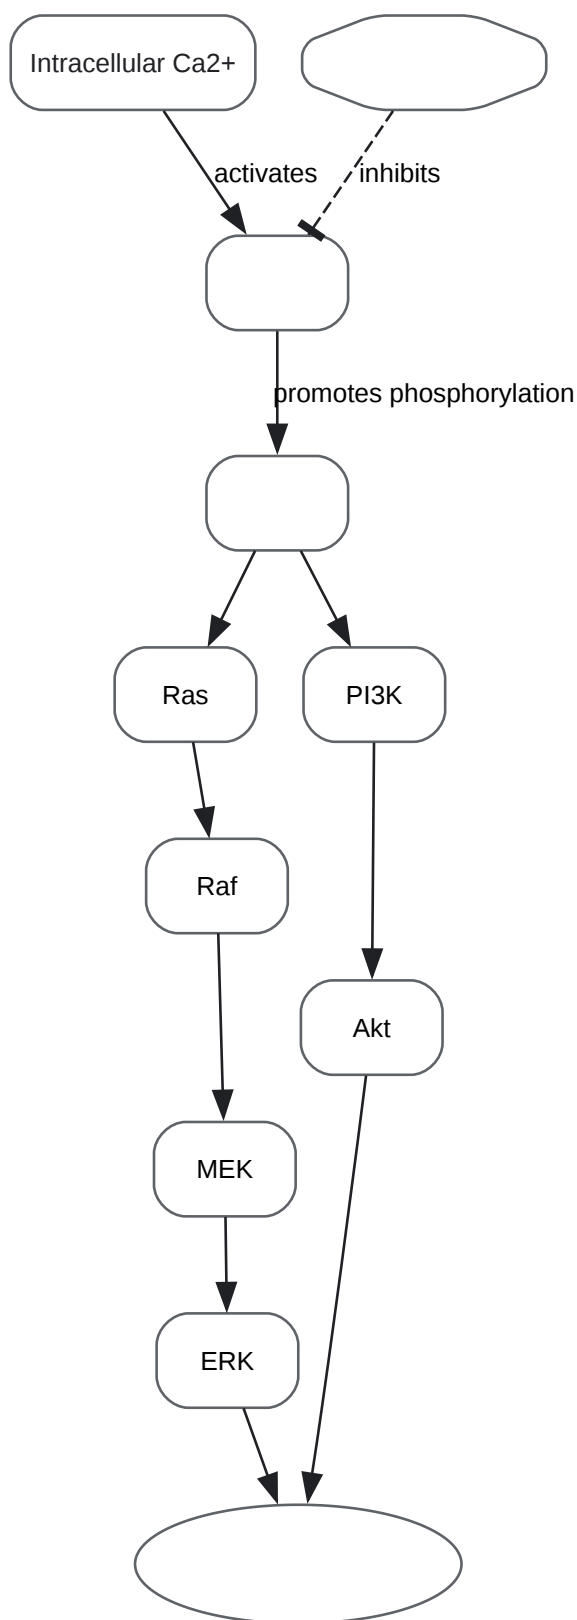 Intracellular Ca2+
activates
inhibits
promotes phosphorylation
Ras
PI3K
Raf
Akt
MEK
ERK